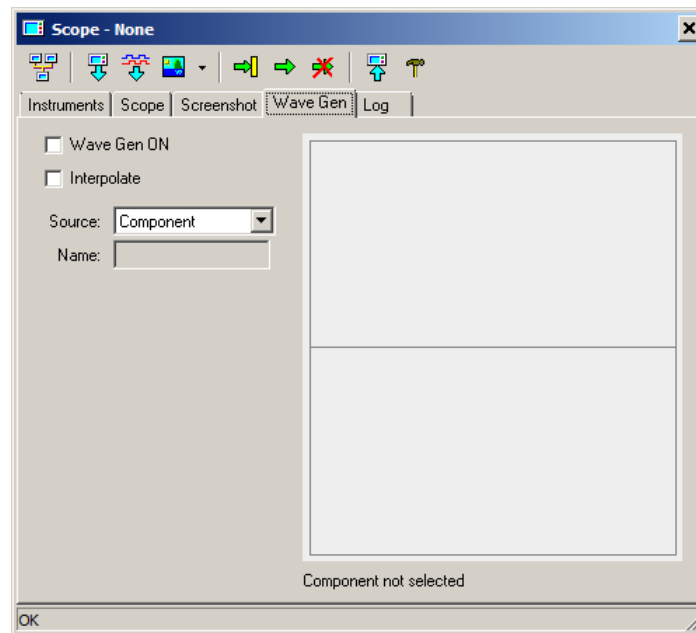 Scope - None
Instruments Scope Screenshot Wave Gen Log
Wave Gen ON
Interpolate
Source: Component
Name:
Component not selected
OK